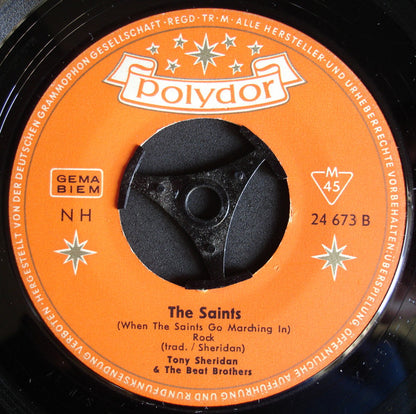 HERGESTELLT VON DER DEUTSCHEN GRAMMOPHON GESELLSCHAFT · REGD · TR · M · ALLE HERSTELLER- UND URHEBERRECHTE VORBEHALTEN · ÜBERSPIELUNG, ÖFFENTLICHE AUFFÜHRUNG UND RUNDFUNKSENDUNG VERBOTEN ·
polydor
GEMA
BIEM
M
45
NH
24 673 B
The Saints
(When The Saints Go Marching In)
Rock
(trad. / Sheridan)
Tony Sheridan
& The Beat Brothers